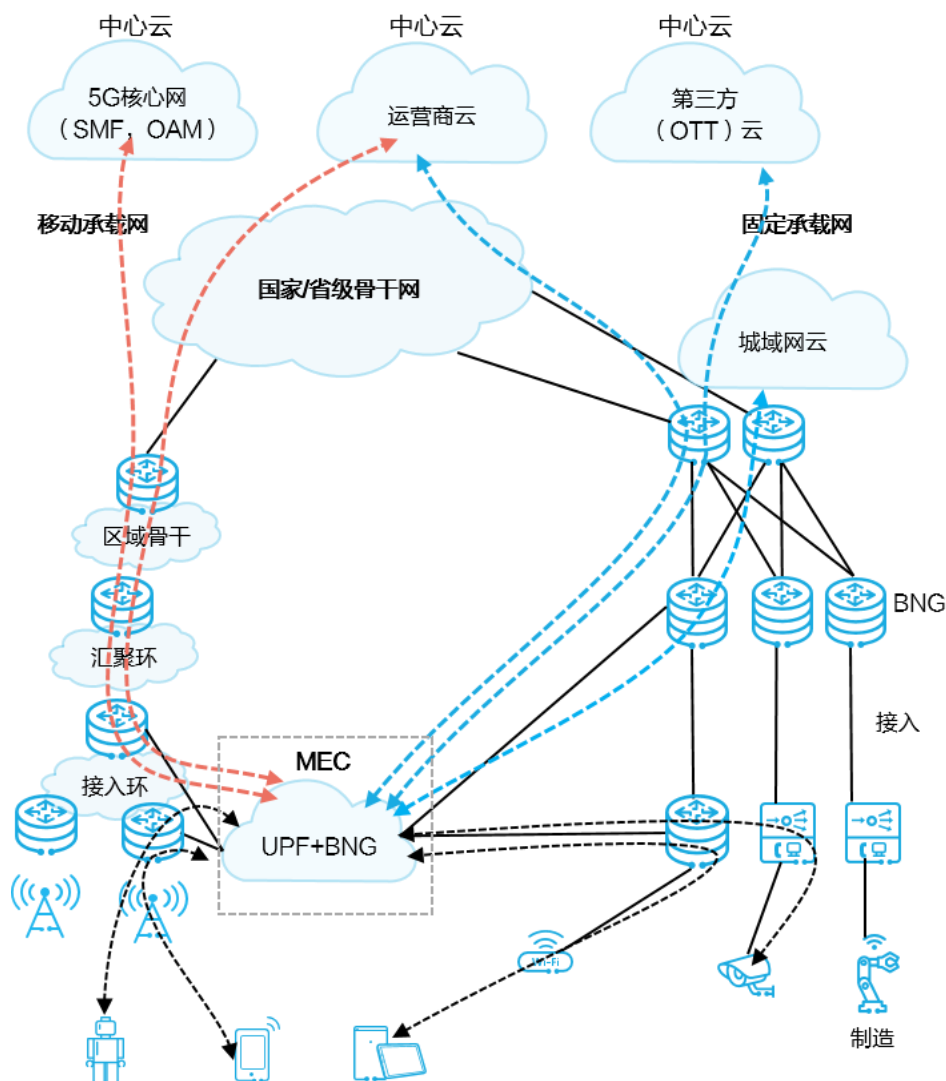 中心云
中心云
中心云
5G核心网
（SMF，OAM）
运营商云
第三方
（OTT）云
移动承载网
固定承载网
国家/省级骨干网
城域网云
区域骨干
BNG
汇聚环
接入
MEC
接入环
UPF+BNG
Wi-Fi
制造